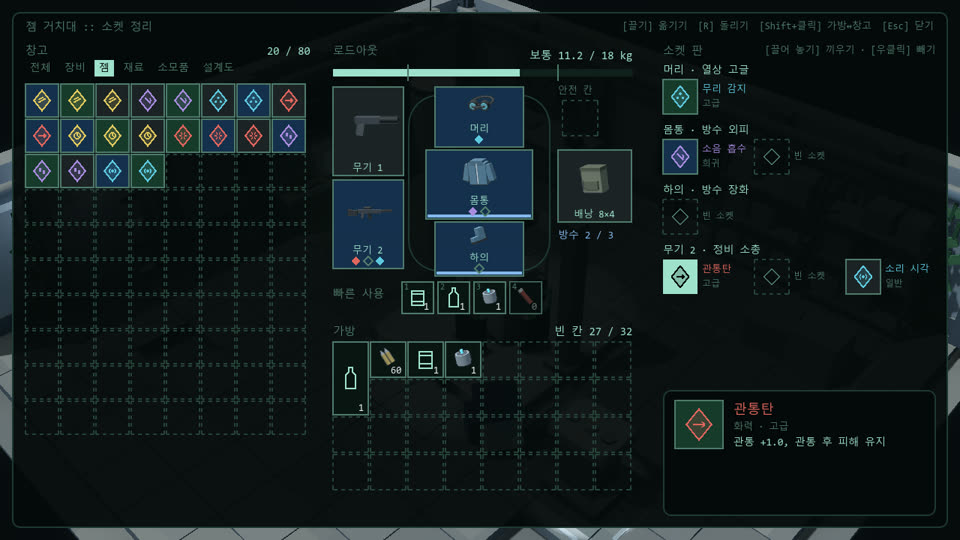 젬 거치대 :: 소켓 정리
[끌기] 옮기기 [R] 돌리기 [Shift+클릭] 가방↔창고 [Esc] 닫기
창고
20 / 80
전체 장비 젬 재료 소모품 설계도
로드아웃
보통 11.2 / 18 kg
무기 1
무기 2
머리
몸통
하의
안전 칸
배낭 8×4
방수 2 / 3
빠른 사용
1 1
2 1
3 1
4 0
가방
빈 칸 27 / 32
1
60
1
1
소켓 판
[끌어 놓기] 끼우기 · [우클릭] 빼기
머리 · 열상 고글
무리 감지
고급
몸통 · 방수 외피
소음 흡수
희귀
빈 소켓
하의 · 방수 장화
빈 소켓
무기 2 · 정비 소총
관통탄
고급
빈 소켓
소리 시각
일반
관통탄
화력 · 고급
관통 +1.0, 관통 후 피해 유지